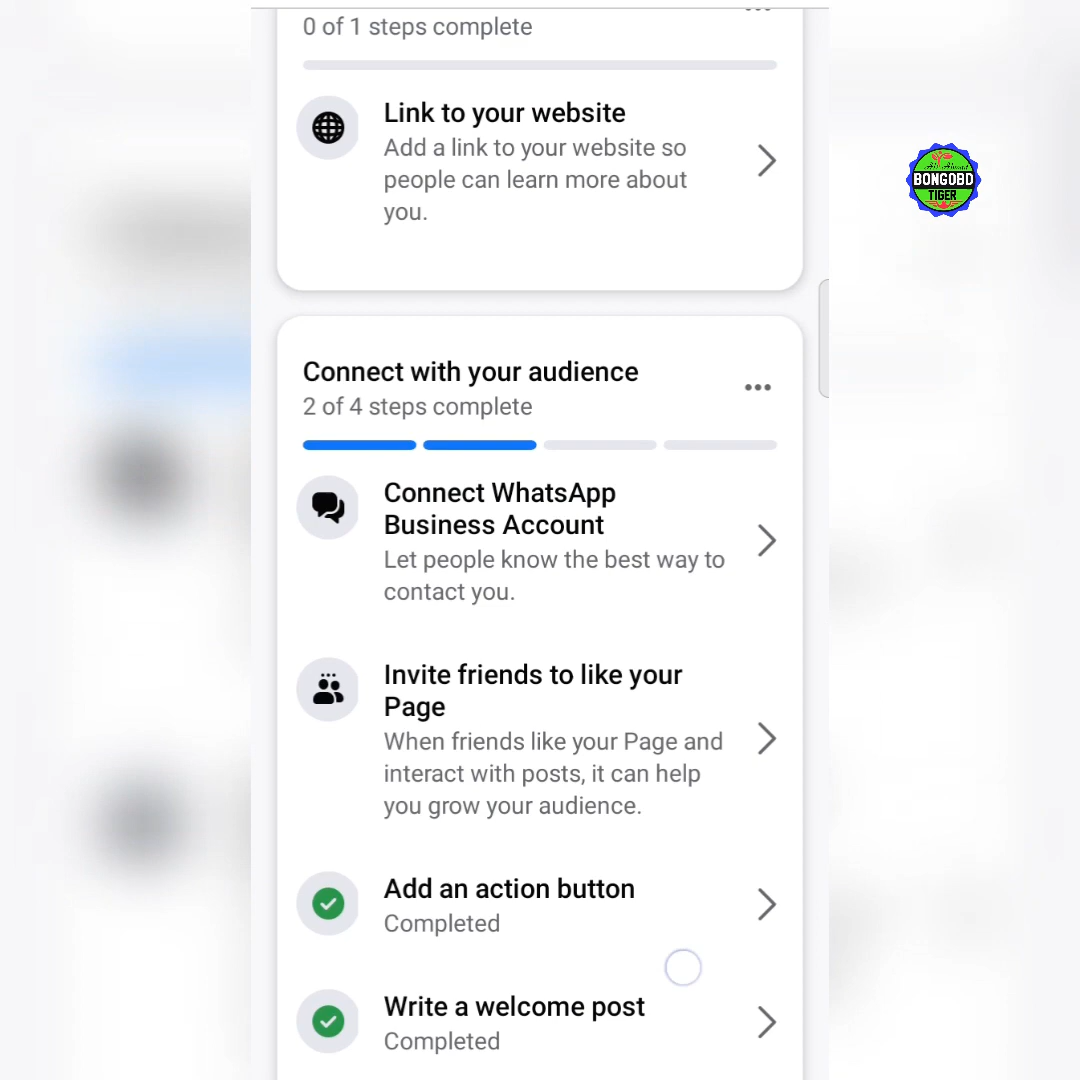 0 of 1 steps complete
Link to your website
Add a link to your website so
people can learn more about
you.
Connect with your audience
2 of 4 steps complete
Connect WhatsApp
Business Account
Let people know the best way to
contact you.
Invite friends to like your
Page
When friends like your Page and
interact with posts, it can help
you grow your audience.
Add an action button
Completed
Write a welcome post
Completed
BONGOBD
TIGER